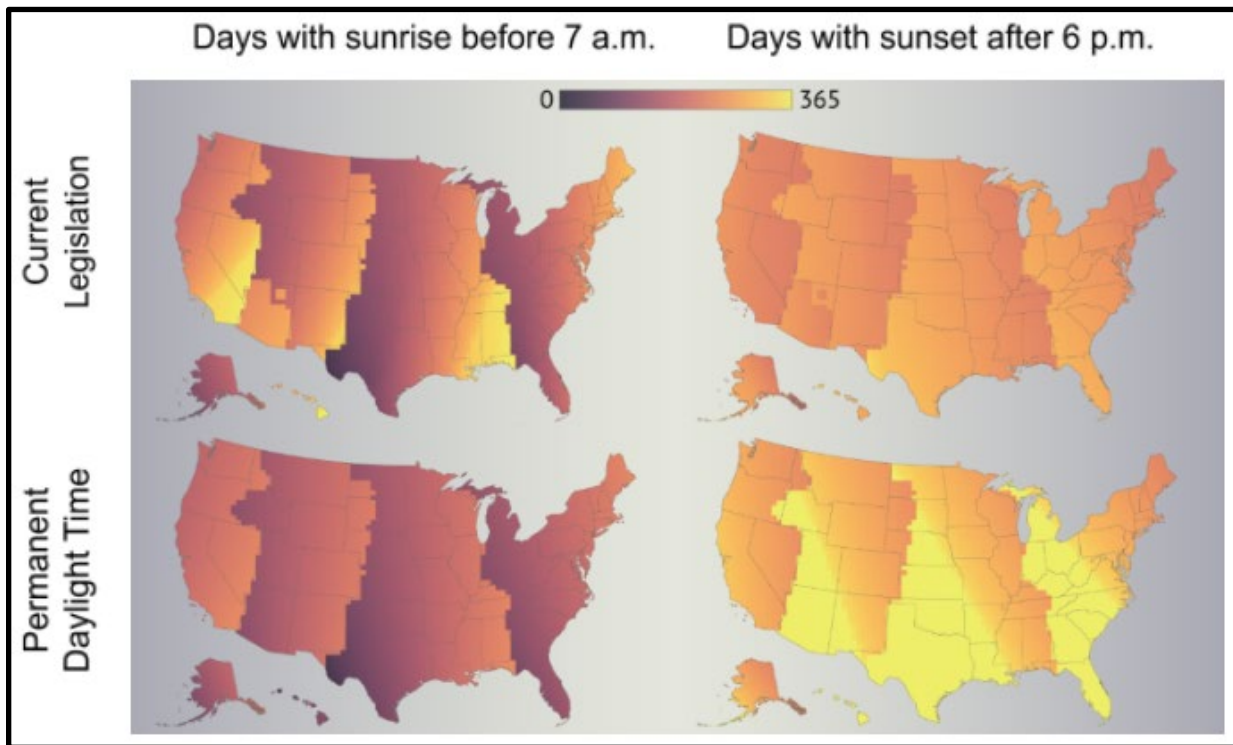 Days with sunrise before 7 a.m.
Days with sunset after 6 p.m.
0
365
Current
Legislation
Permanent
Daylight Time